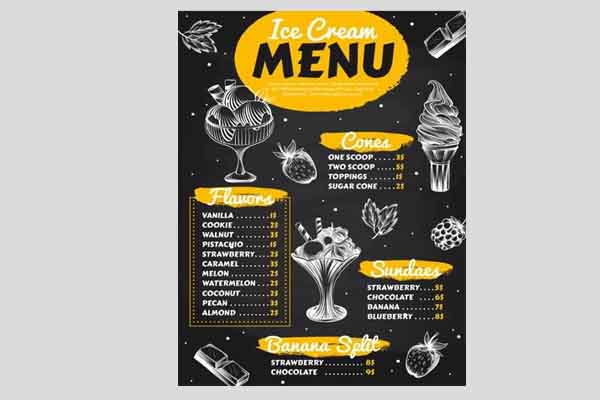 Ice Cream
MENU
Cones
ONE SCOOP.....35
TWO SCOOP.....55
TOPPINGS.....15
SUGAR CONE....25
Flavors
VANILLA.........15
COOKIE..........25
WALNUT.........35
PISTACHIO.......15
STRAWBERRY....25
CARAMEL........35
MELON..........25
WATERMELON...25
COCONUT........25
PECAN...........35
ALMOND.........25
Sundaes
STRAWBERRY....55
CHOCOLATE.....65
BANANA.........75
BLUEBERRY......85
Banana Split
STRAWBERRY..........85
CHOCOLATE...........95